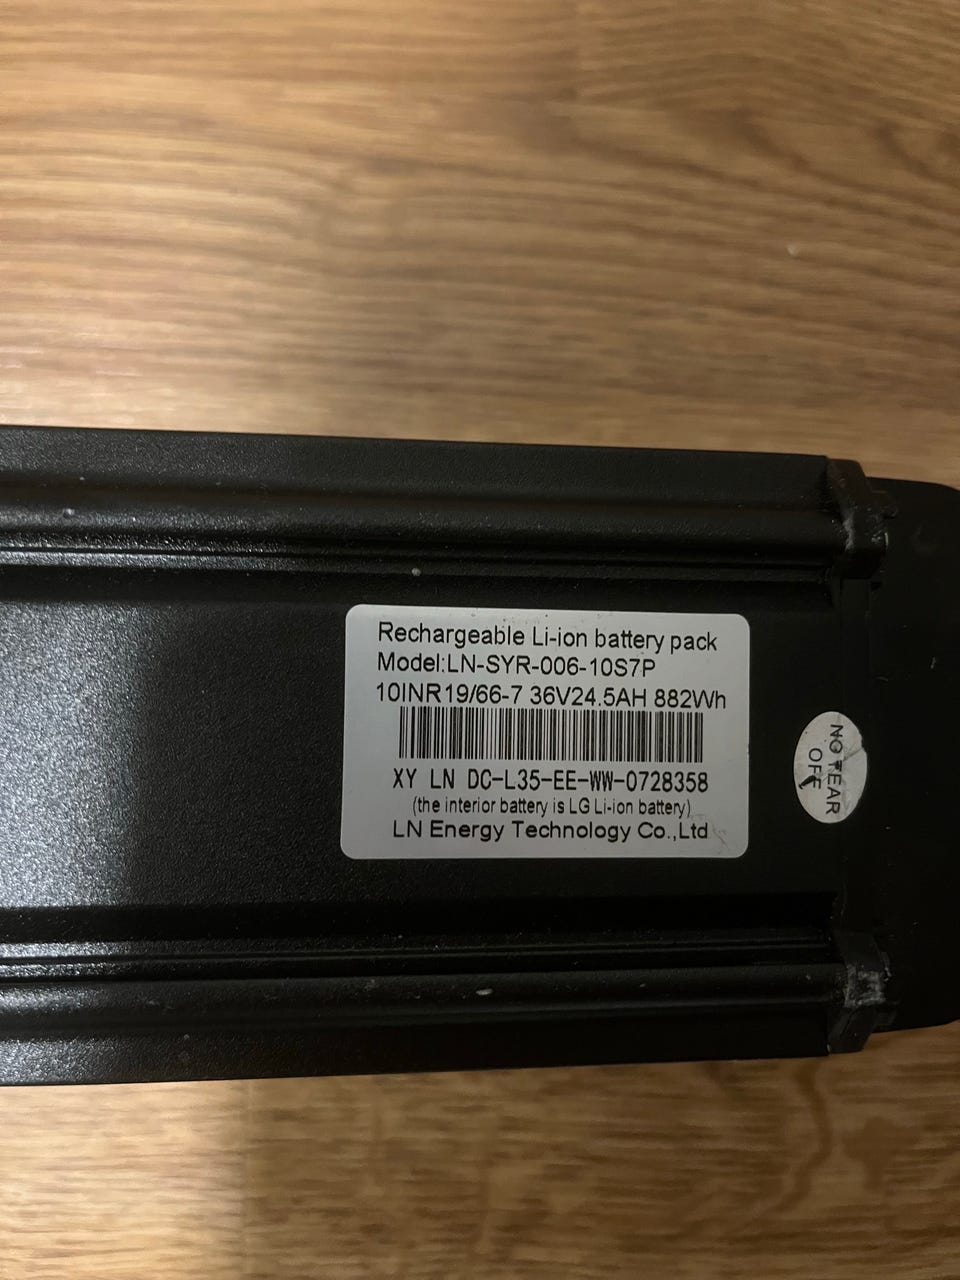 Rechargeable Li-ion battery pack
Model:LN-SYR-006-10S7P
10INR19/66-7 36V24.5AH 882Wh
XY LN DC-L35-EE-WW-0728358
(the interior battery is LG Li-ion battery)
LN Energy Technology Co.,Ltd
NO TEAR
OFF